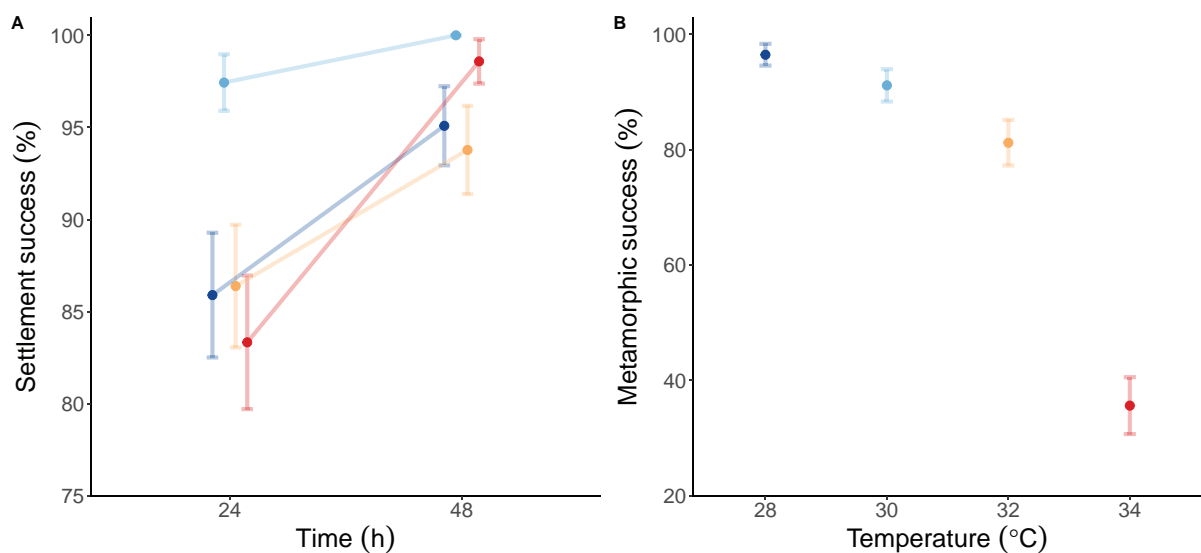 A
Settlement success (%)
100
95
90
85
80
75
24
48
Time (h)
B
Metamorphic success (%)
100
80
60
40
20
28
30
32
34
Temperature (°C)